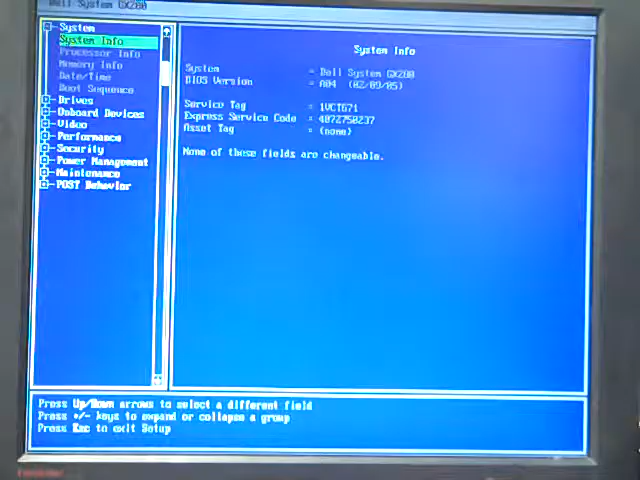 Dell System GX280
System
System Info
Processor Info
Memory Info
Date/Time
Boot Sequence
Drives
Onboard Devices
Video
Performance
Security
Power Management
Maintenance
POST Behavior
System Info
System = Dell System GX280
BIOS Version = A04 (02/09/05)
Service Tag = 1VCTG71
Express Service Code = 4072750237
Asset Tag = (none)
None of these fields are changeable.
Press Up/Down arrows to select a different field
Press +/- keys to expand or collapse a group
Press Esc to exit Setup